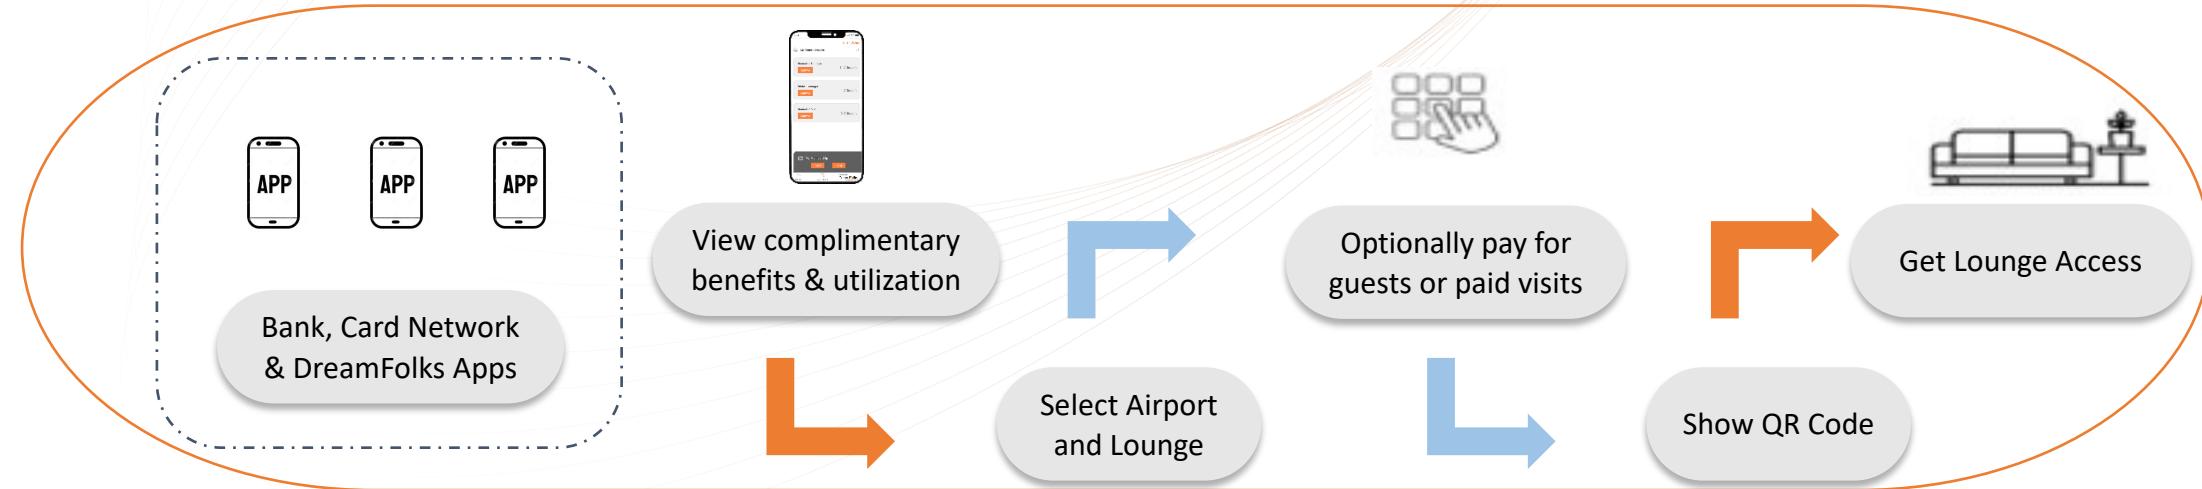 APP
APP
APP
Bank, Card Network
& DreamFolks Apps
View complimentary
benefits & utilization
Select Airport
and Lounge
Optionally pay for
guests or paid visits
Show QR Code
Get Lounge Access